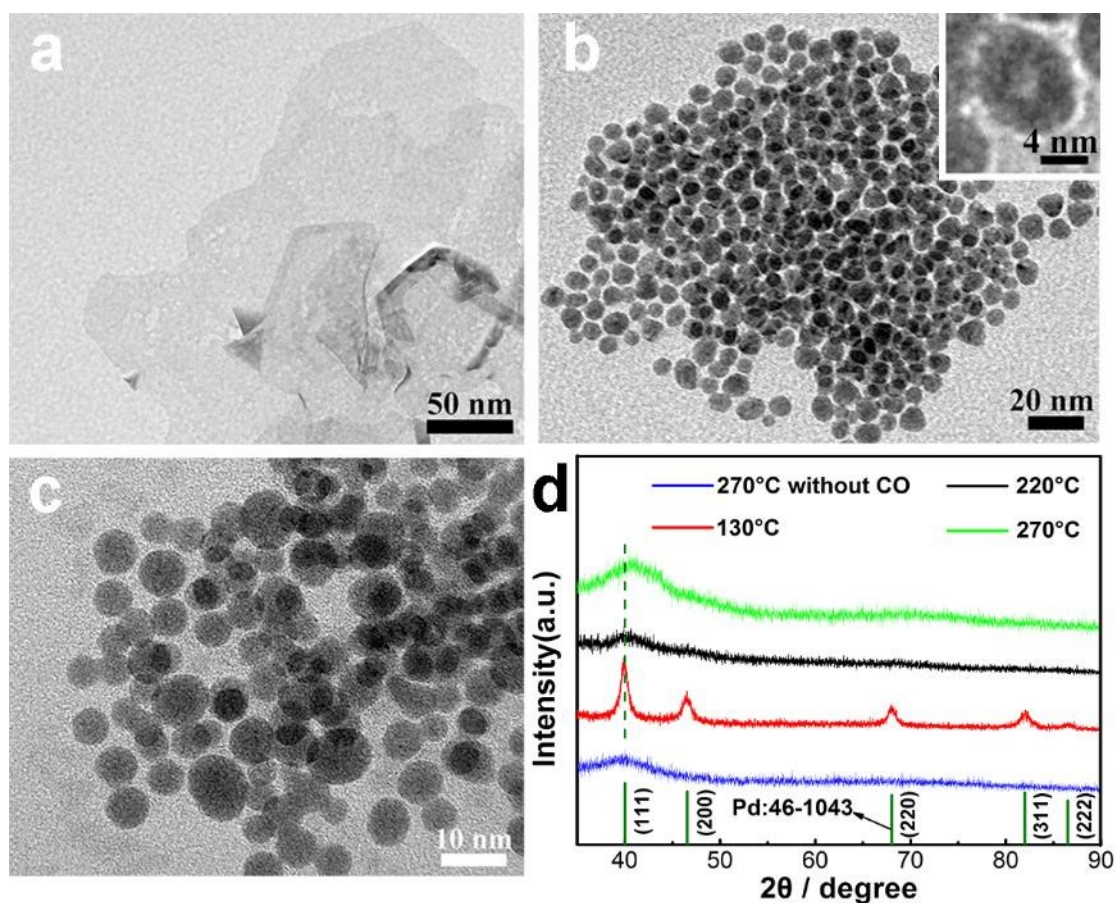 a
50 nm
b
4 nm
20 nm
c
10 nm
d
270°C without CO
220°C
130°C
270°C
Intensity(a.u.)
(111)
(200)
Pd:46-1043
(220)
(311)
(222)
40 50 60 70 80 90
2θ / degree